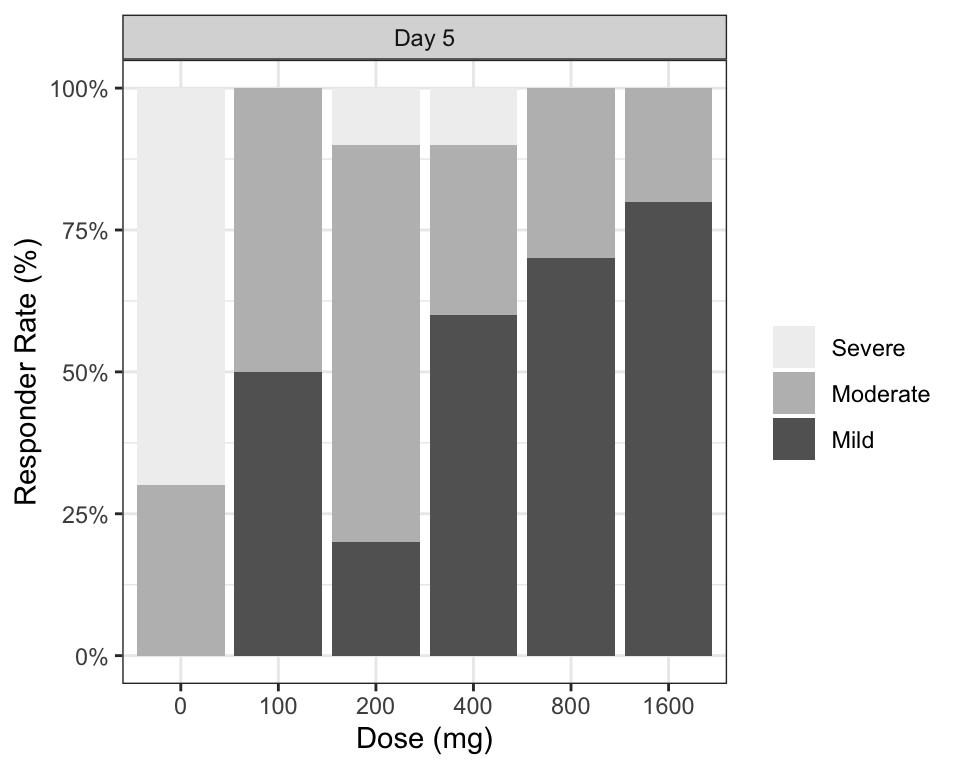 Day 5
100%
75%
50%
25%
0%
Responder Rate (%)
0 100 200 400 800 1600
Dose (mg)
Severe
Moderate
Mild